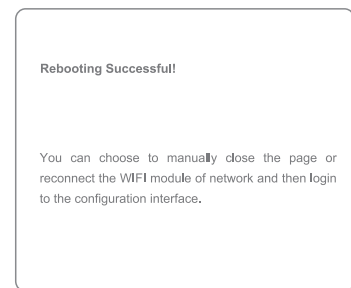 Rebooting Successful!
You can choose to manually close the page or
reconnect the WIFI module of network and then login
to the configuration interface.